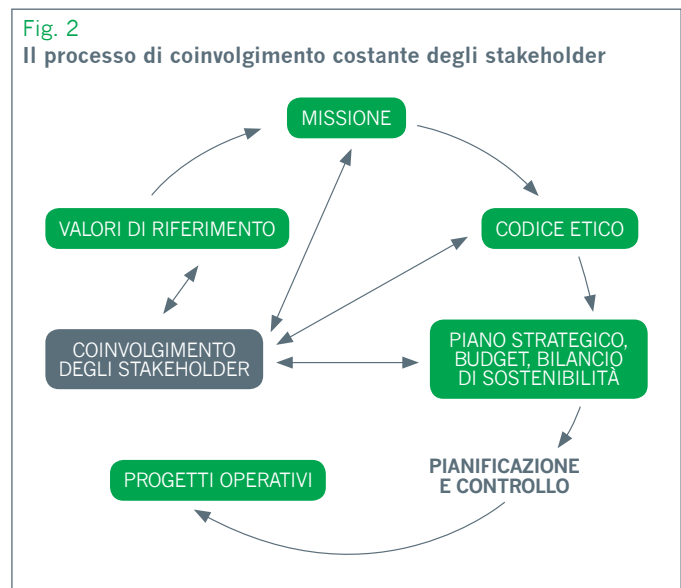 Fig. 2
Il processo di coinvolgimento costante degli stakeholder
MISSIONE
VALORI DI RIFERIMENTO
CODICE ETICO
COINVOLGIMENTO
DEGLI STAKEHOLDER
PIANO STRATEGICO,
BUDGET, BILANCIO
DI SOSTENIBILITÀ
PROGETTI OPERATIVI
PIANIFICAZIONE
E CONTROLLO